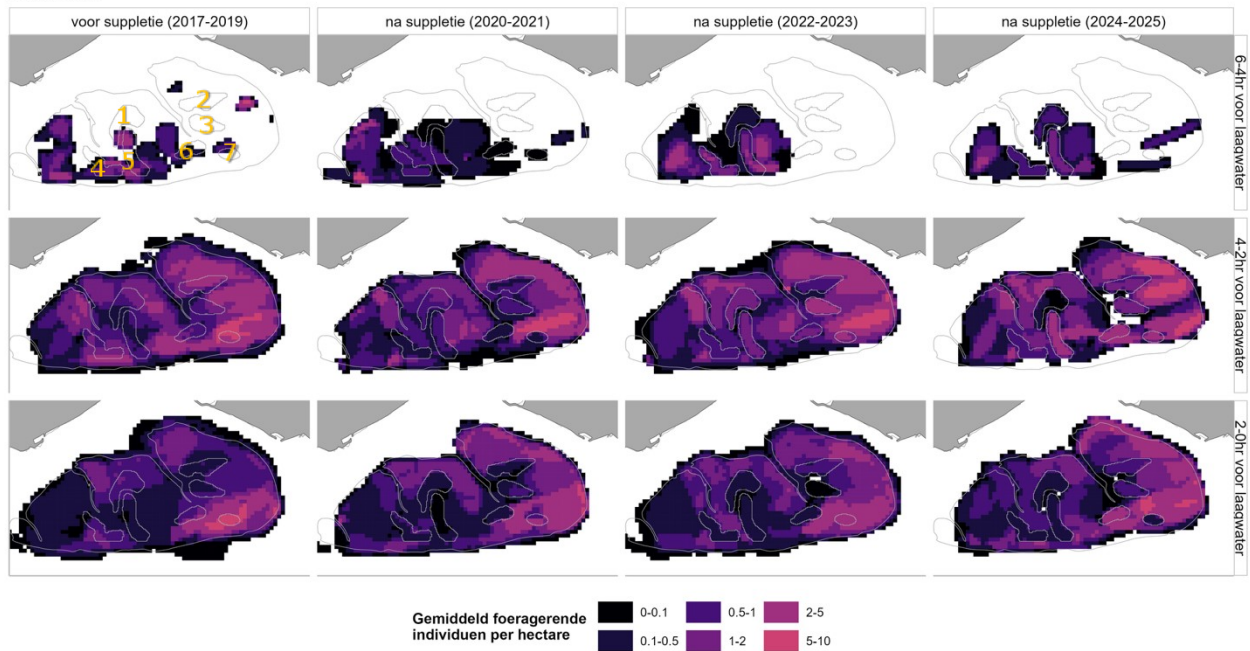 voor suppletie (2017-2019)
na suppletie (2020-2021)
na suppletie (2022-2023)
na suppletie (2024-2025)
6-4hr voor laagwater
1
2
3
4
5
6
7
4-2hr voor laagwater
2-0hr voor laagwater
Gemiddeld foeragerende
individuen per hectare
0-0.1
0.5-1
2-5
0.1-0.5
1-2
5-10